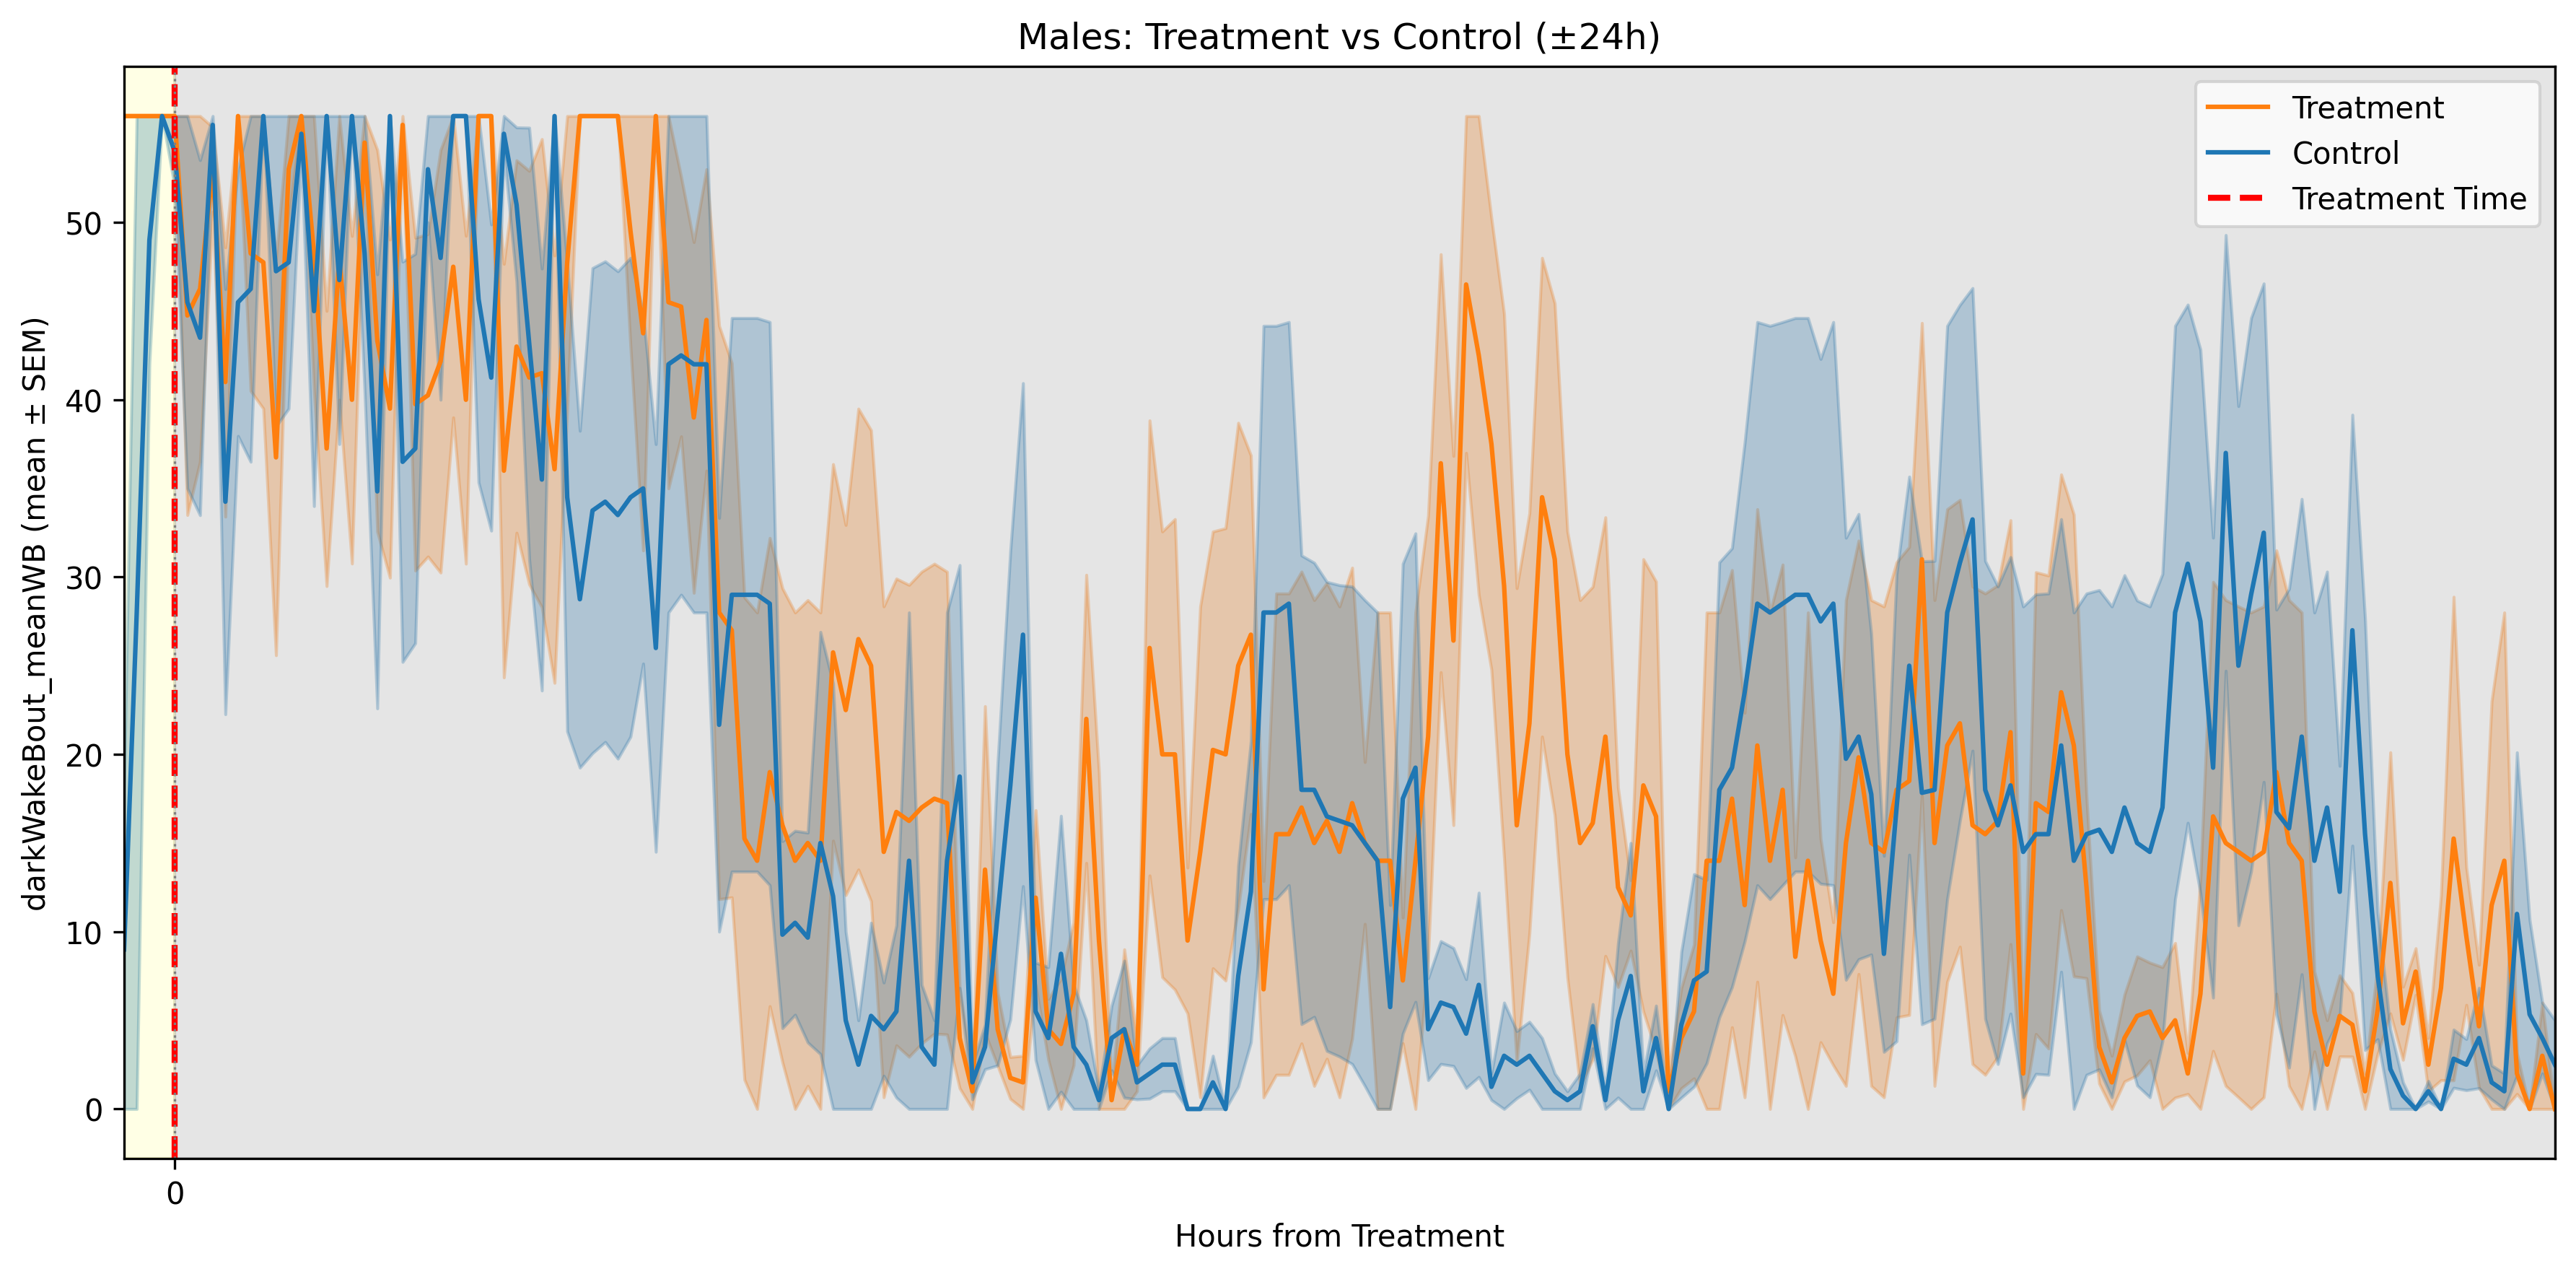 Males: Treatment vs Control (±24h)
Treatment
Control
Treatment Time
darkWakeBout_meanWB (mean ± SEM)
50
40
30
20
10
0
0
Hours from Treatment